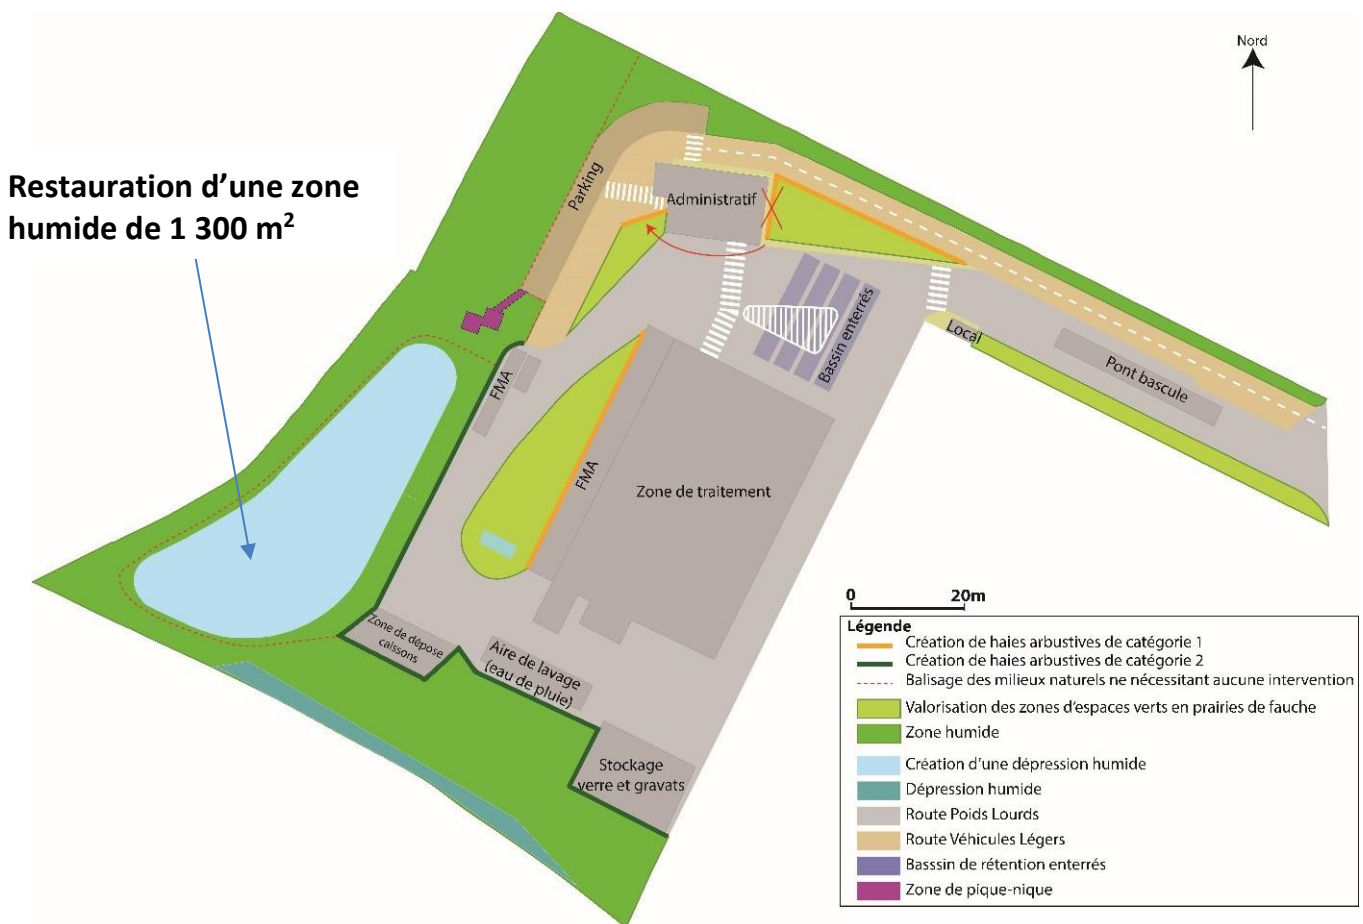 Nord
Restauration d’une zone
humide de 1 300 m²
Parking
Administratif
Bassin enterrés
Local
Pont bascule
FMA
FMA
Zone de traîtement
Zone de dépose
caissons
Aire de lavage
(eau de pluie)
Stockage
verre et gravats
0 20m
Légende
Création de haies arbustives de catégorie 1
Création de haies arbustives de catégorie 2
Balisage des milieux naturels ne nécessitant aucune intervention
Valorisation des zones d'espaces verts en prairies de fauche
Zone humide
Création d'une dépression humide
Dépression humide
Route Poids Lourds
Route Véhicules Légers
Basssin de rétention enterrés
Zone de pique-nique